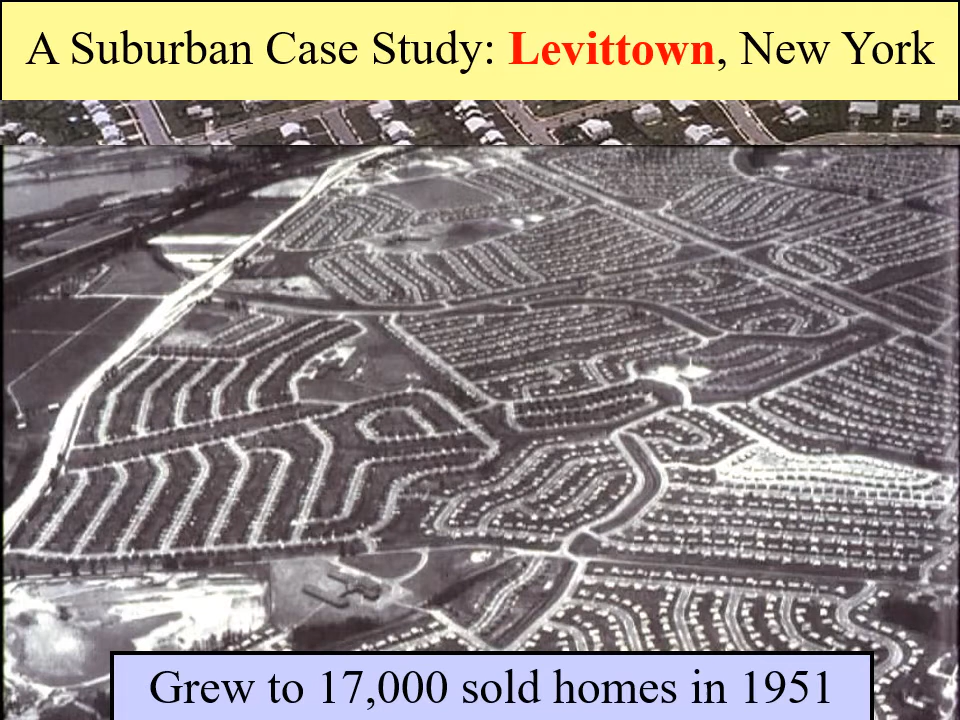 A Suburban Case Study: Levittown, New York
Grew to 17,000 sold homes in 1951